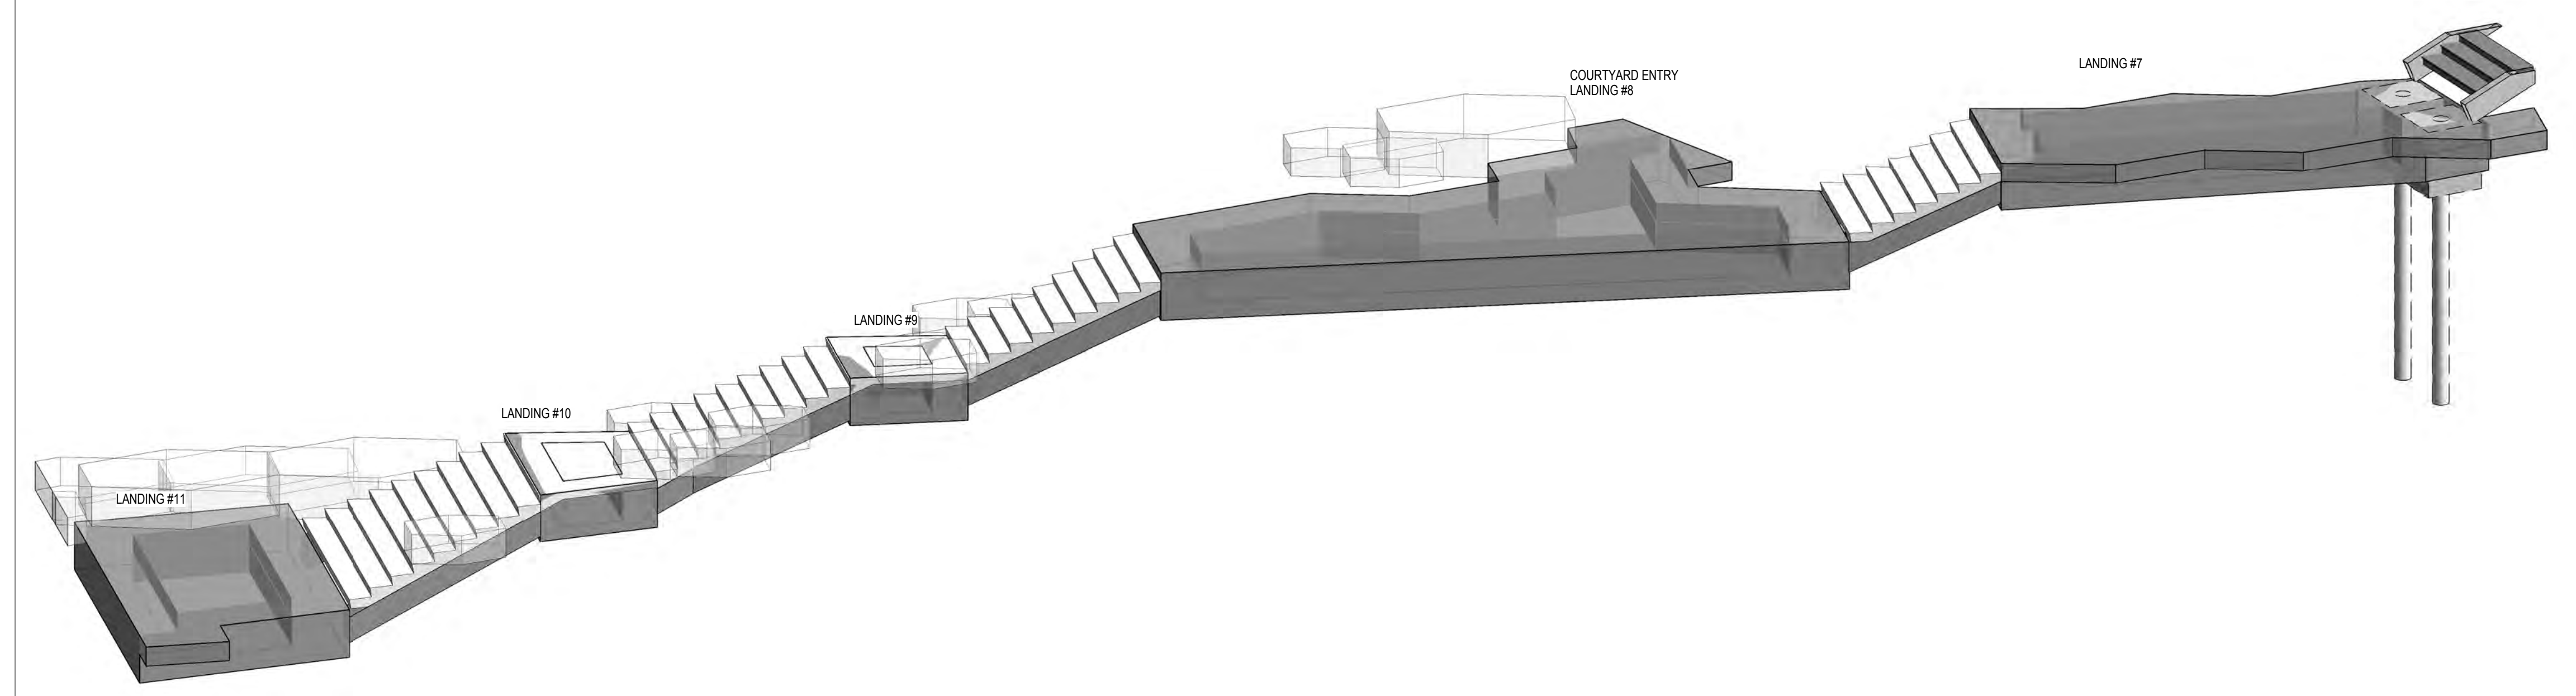 LANDING #7
COURTYARD ENTRY
LANDING #8
LANDING #9
LANDING #10
LANDING #11